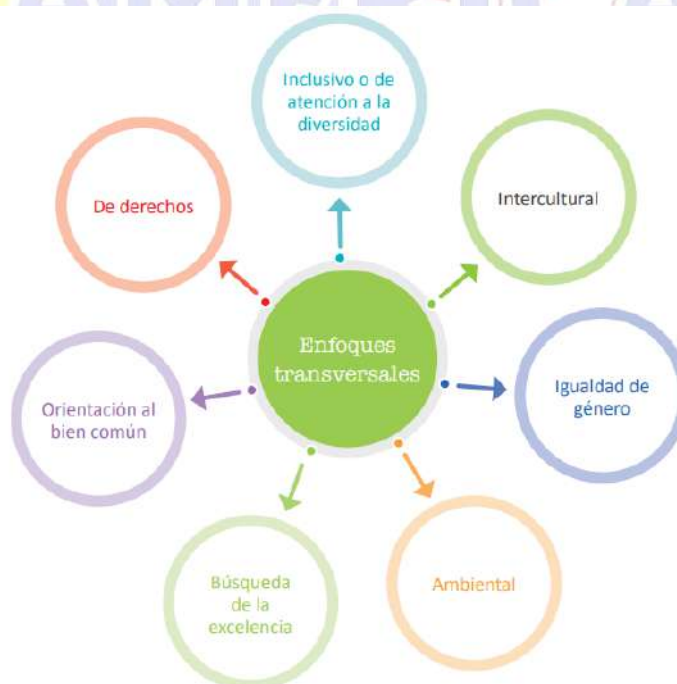 Inclusivo o de
atención a la
diversidad
De derechos
Intercultural
Enfoques
transversales
Igualdad de
género
Orientación al
bien común
Búsqueda
de la
excelencia
Ambiental